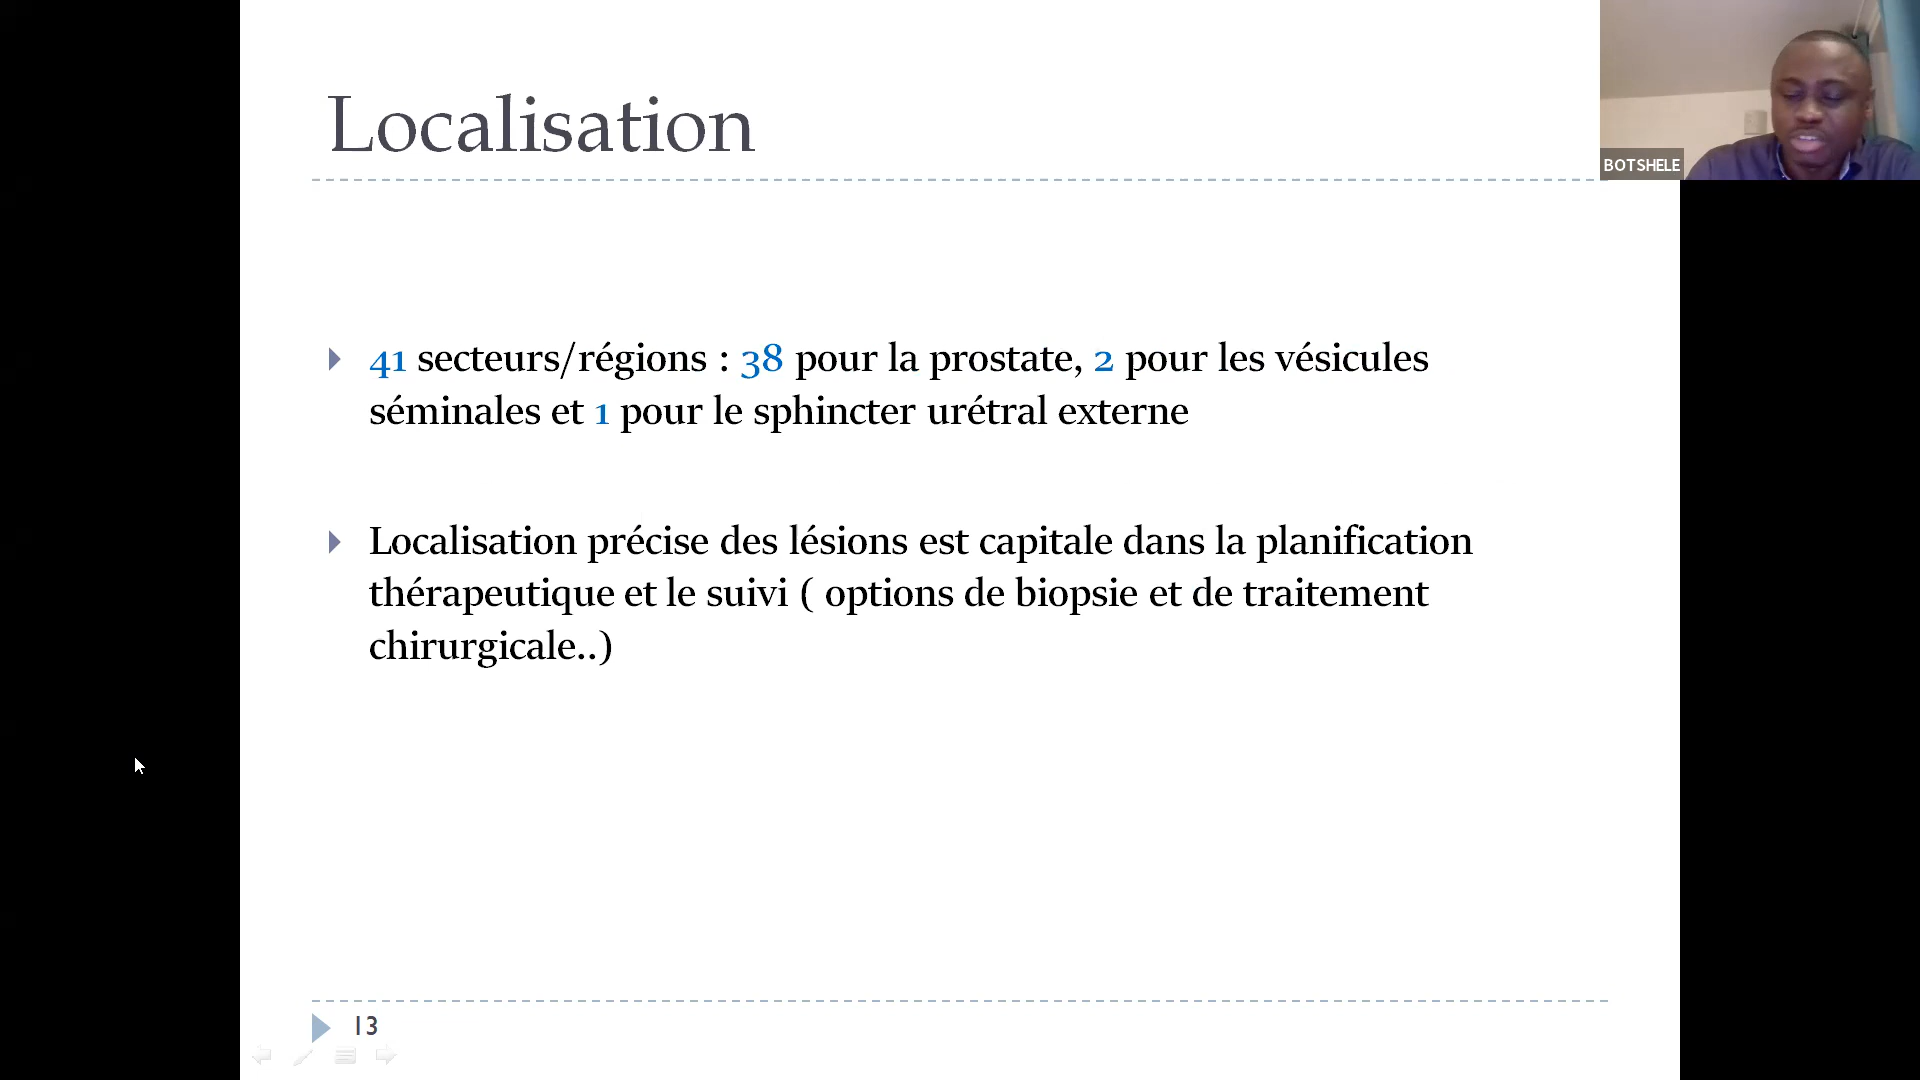 Localisation
BOTSHELE
41 secteurs/régions : 38 pour la prostate, 2 pour les vésicules
séminales et 1 pour le sphincter urétral externe
Localisation précise des lésions est capitale dans la planification
thérapeutique et le suivi ( options de biopsie et de traitement
chirurgicale..)
13